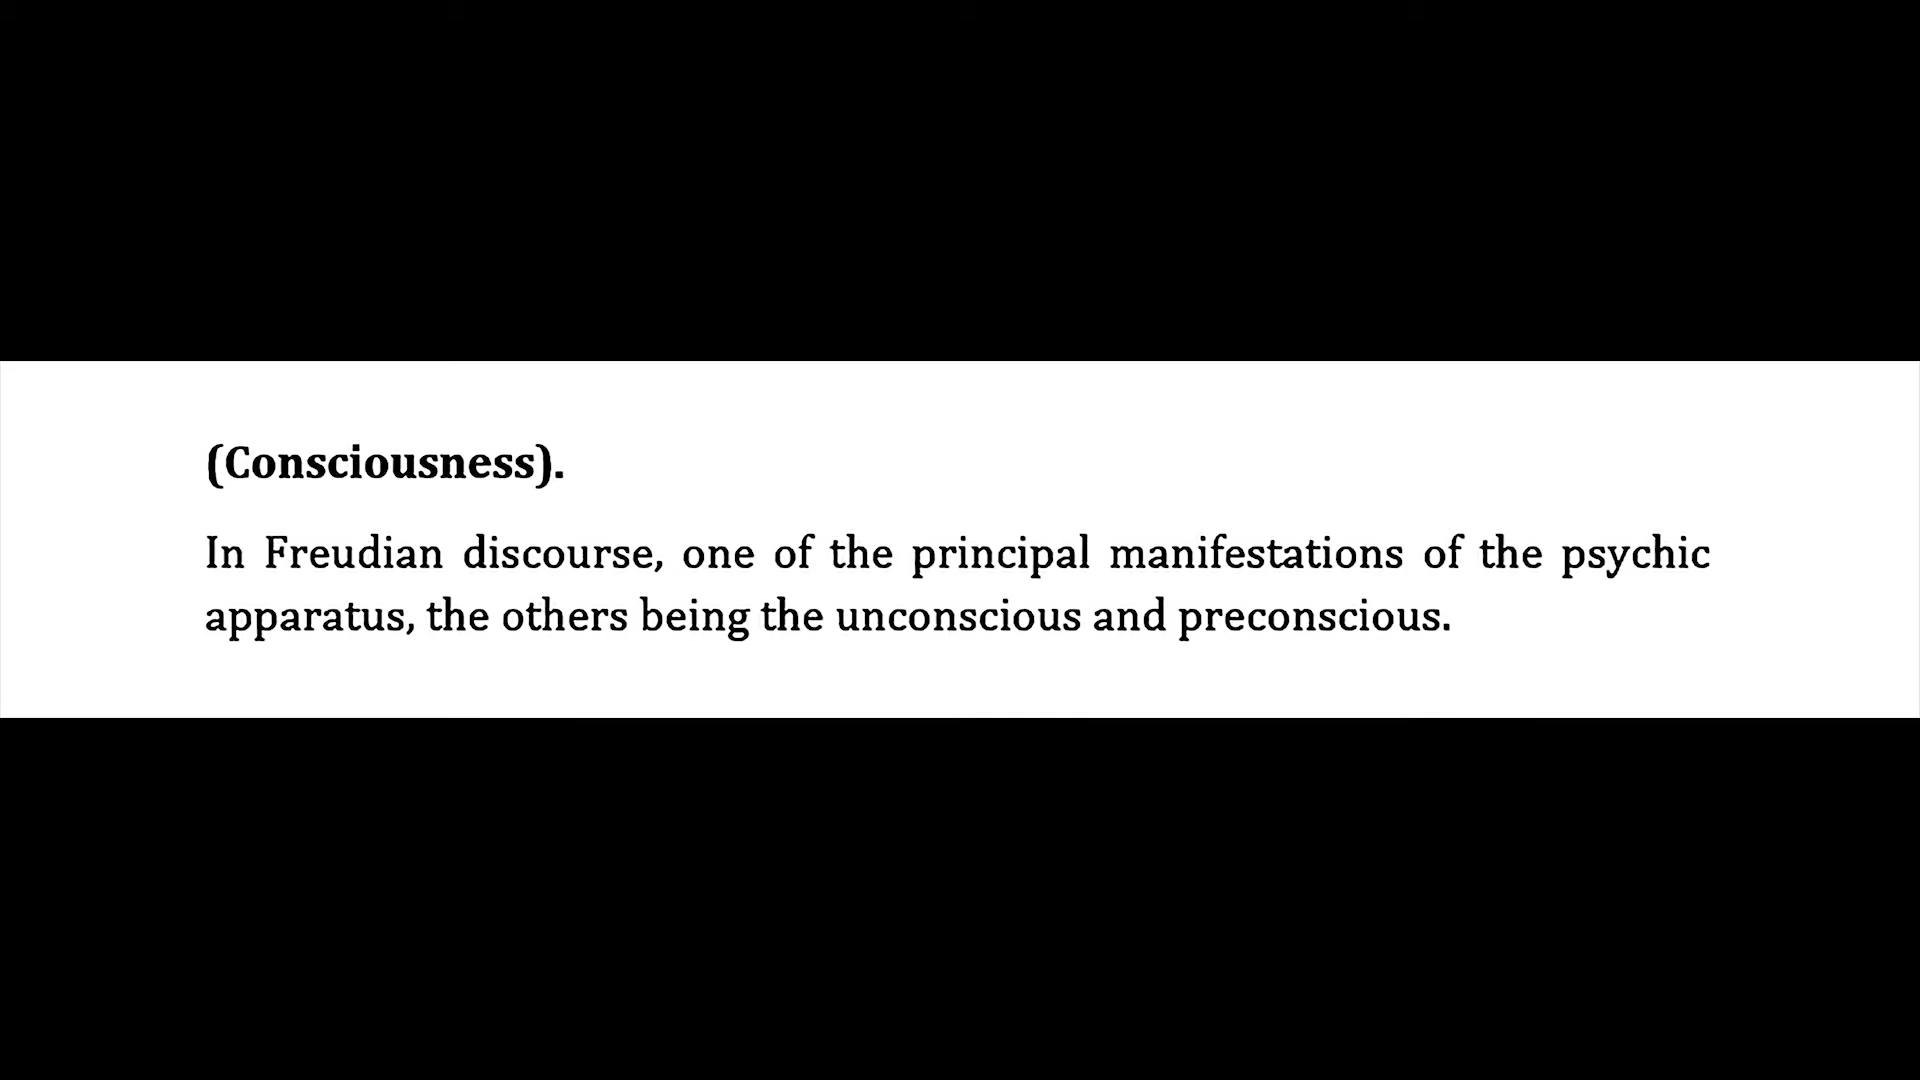 (Consciousness).
In Freudian discourse, one of the principal manifestations of the psychic
apparatus, the others being the unconscious and preconscious.